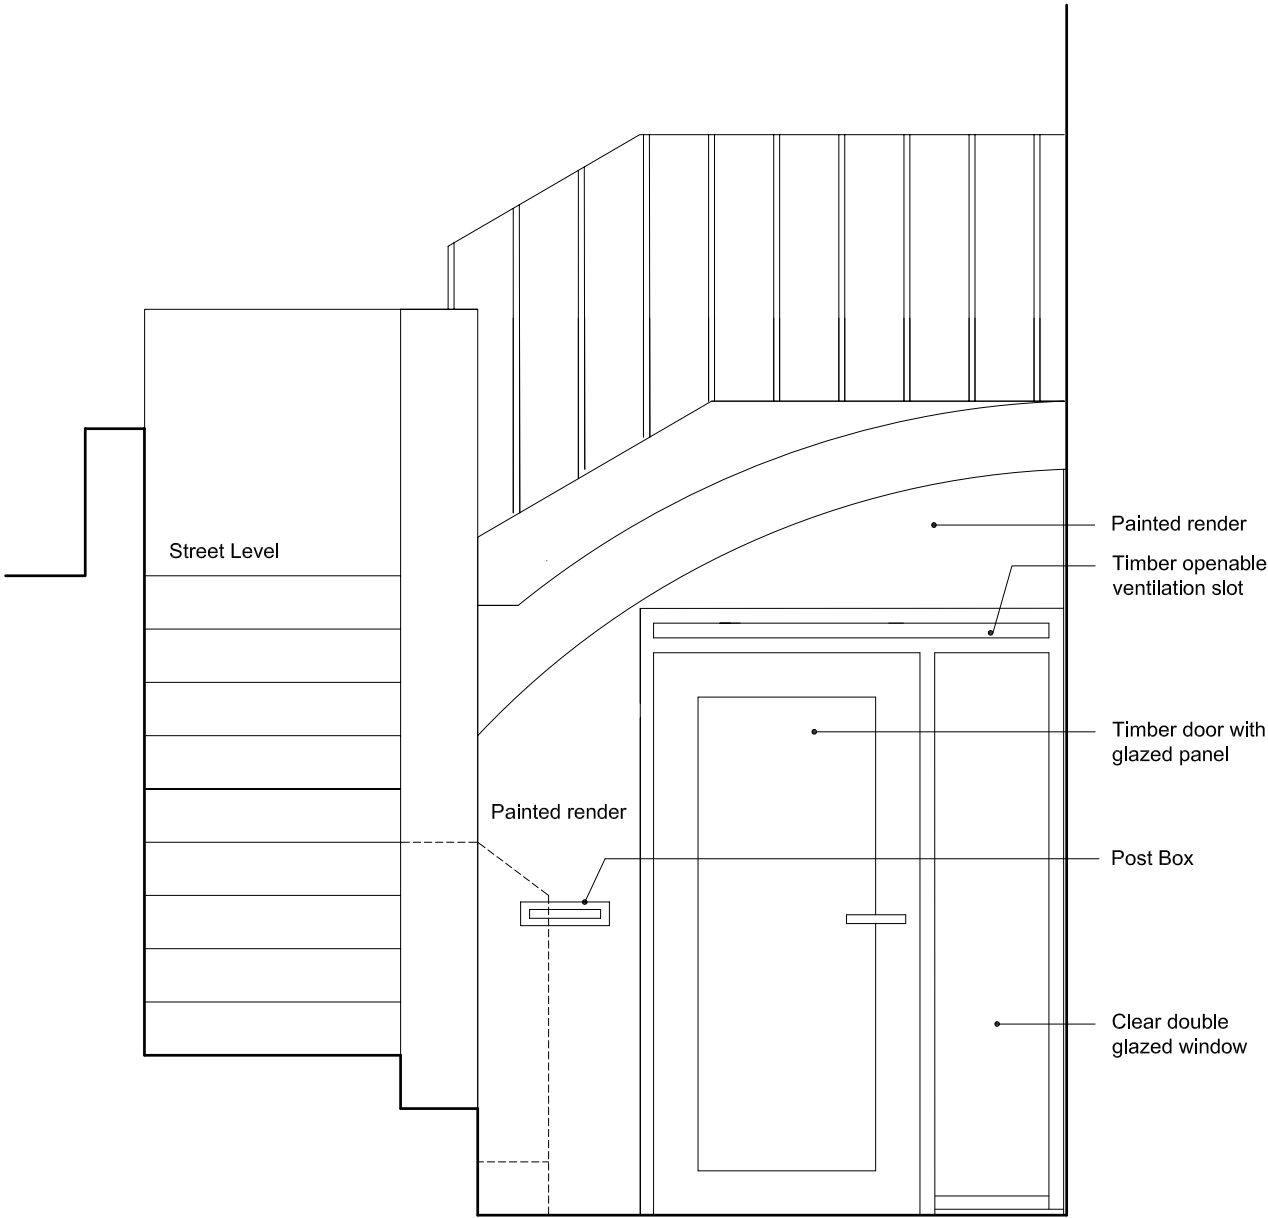 Painted render
Street Level
Timber openable
ventilation slot
Timber door with
glazed panel
Painted render
Post Box
Clear double
glazed window